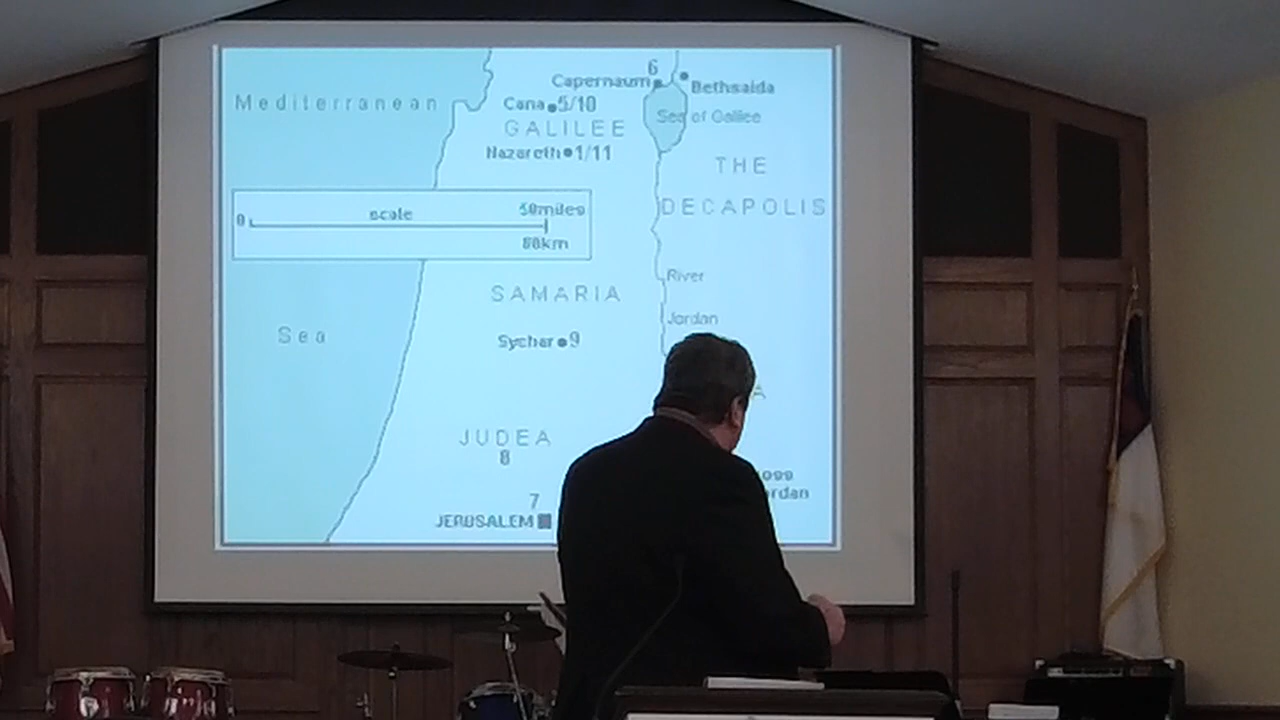 6
Capernaum
Bethsaida
Mediterranean
Cana 5/10
Sea of Galilee
GALILEE
Nazareth 1/11
THE
DECAPOLIS
0 scale 50miles
80km
River
SAMARIA
Jordan
Sea
Sychar 9
A
JUDEA
8
7
JERUSALEM